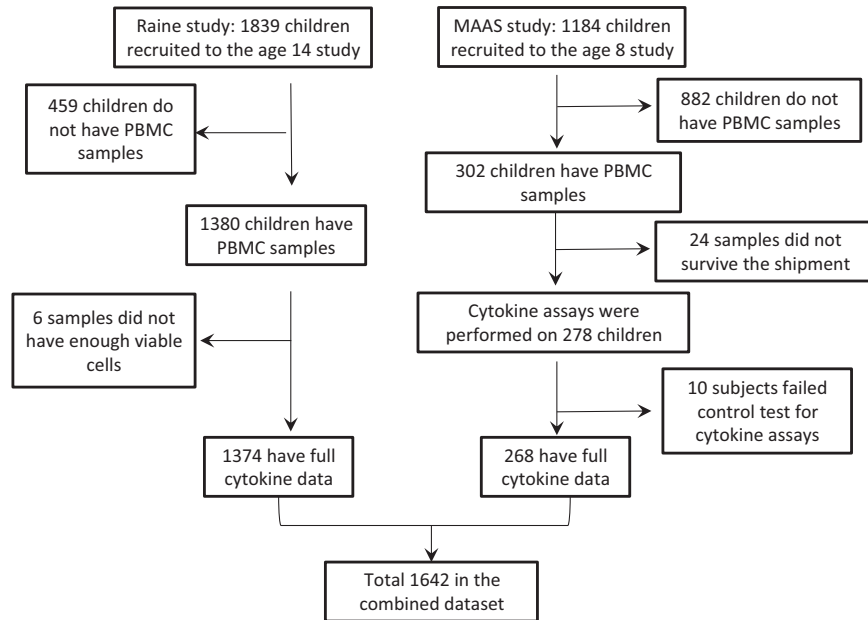 Raine study: 1839 children
recruited to the age 14 study
459 children do
not have PBMC
samples
1380 children have
PBMC samples
6 samples did not
have enough viable
cells
1374 have full
cytokine data
MAAS study: 1184 children
recruited to the age 8 study
882 children do not
have PBMC samples
302 children have PBMC
samples
24 samples did not
survive the shipment
Cytokine assays were
performed on 278 children
10 subjects failed
control test for
cytokine assays
268 have full
cytokine data
Total 1642 in the
combined dataset